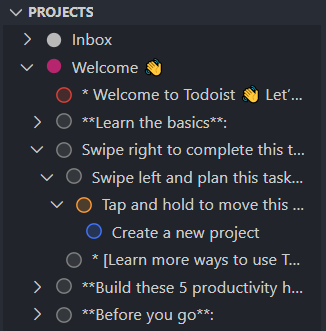 PROJECTS
Inbox
Welcome 👋
* Welcome to Todoist 👋 Let'...
**Learn the basics**:
Swipe right to complete this t...
Swipe left and plan this task...
Tap and hold to move this ...
Create a new project
* [Learn more ways to use T...
**Build these 5 productivity h...
**Before you go**: